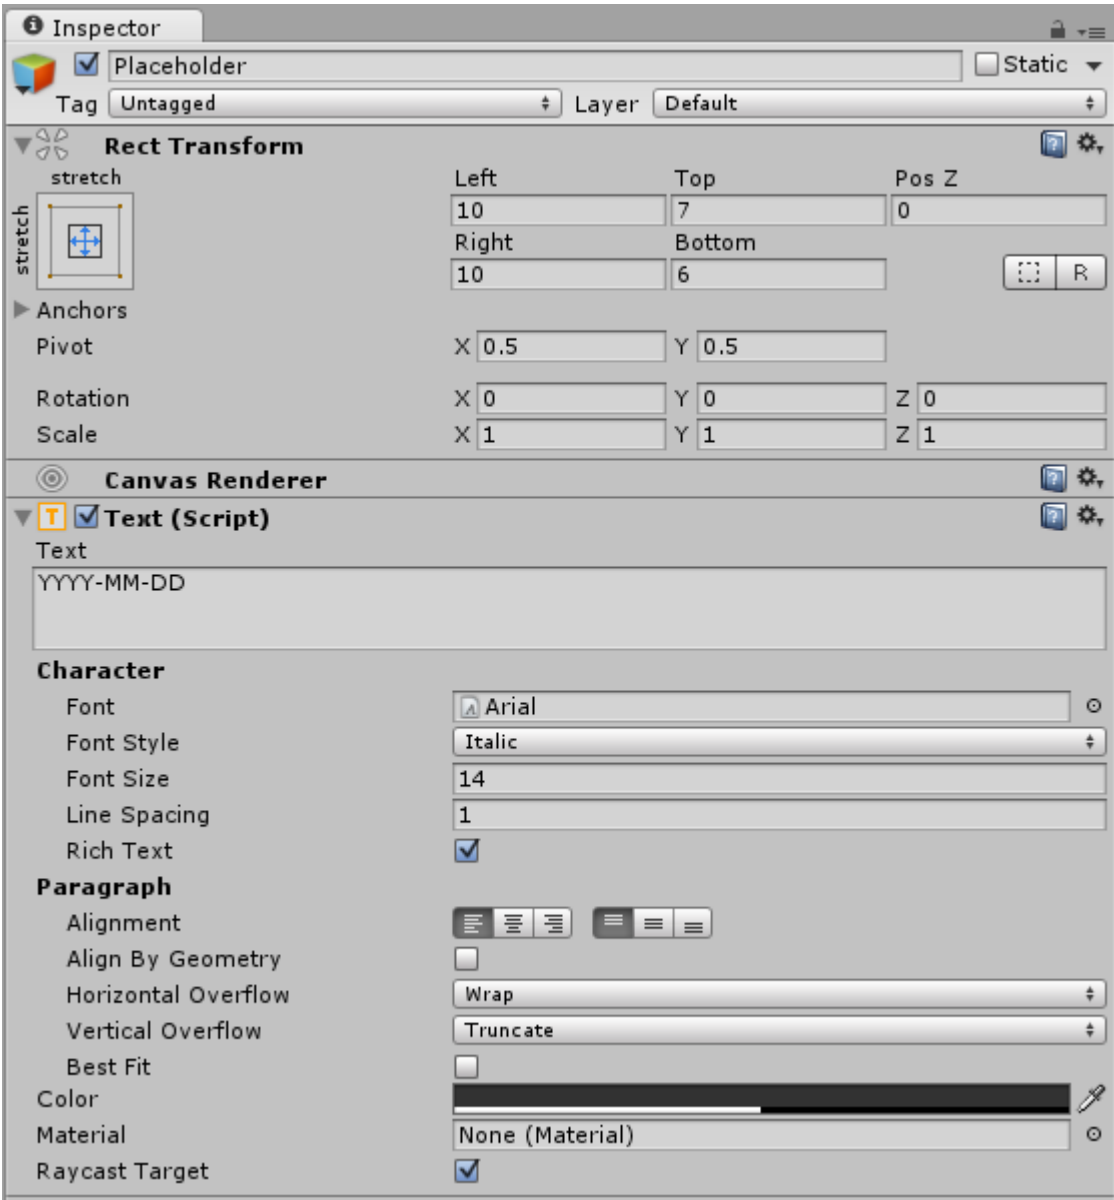 Inspector
Placeholder Static
Tag Untagged Layer Default
Rect Transform
stretch Left Top Pos Z
stretch 10 7 0
Right Bottom
10 6 R
Anchors
Pivot X 0.5 Y 0.5
Rotation X 0 Y 0 Z 0
Scale X 1 Y 1 Z 1
Canvas Renderer
T Text (Script)
Text
YYYY-MM-DD
Character
Font Arial
Font Style Italic
Font Size 14
Line Spacing 1
Rich Text
Paragraph
Alignment
Align By Geometry
Horizontal Overflow Wrap
Vertical Overflow Truncate
Best Fit
Color
Material None (Material)
Raycast Target